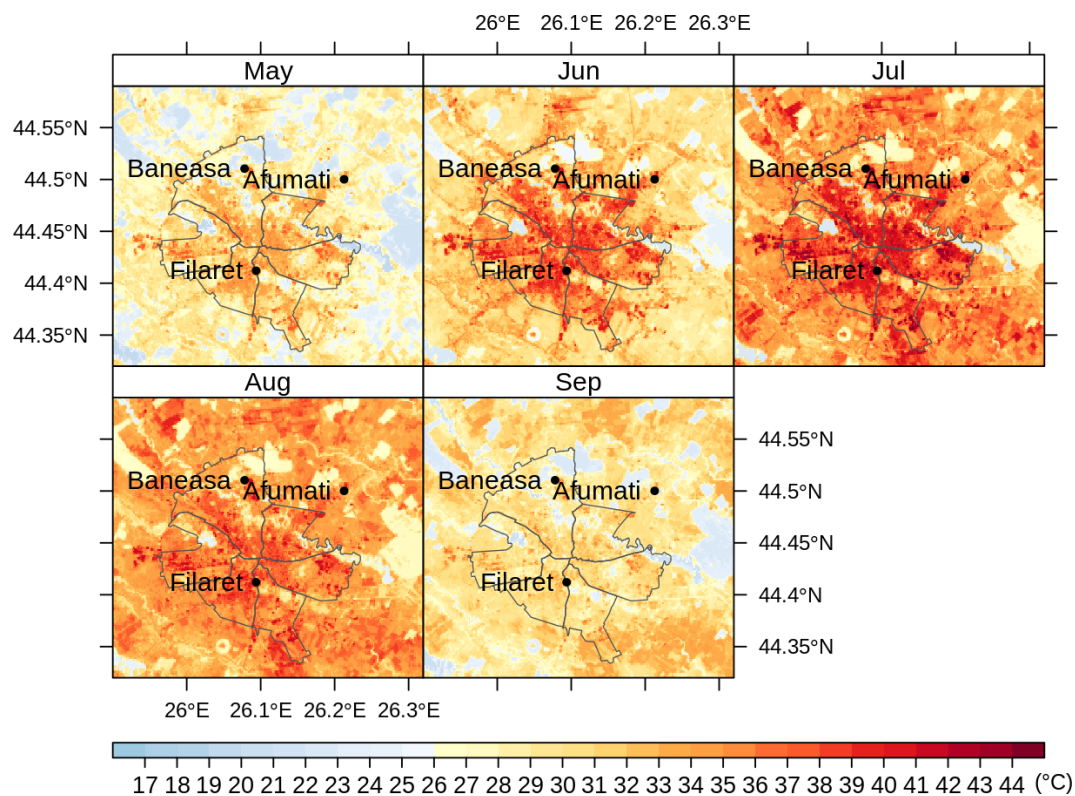 26°E 26.1°E 26.2°E 26.3°E
May Jun Jul
44.55°N
44.5°N
44.45°N
44.4°N
44.35°N
Baneasa Afumati Filaret
Baneasa Afumati Filaret
Baneasa Afumati Filaret
Aug Sep
Baneasa Afumati Filaret
Baneasa Afumati Filaret
44.55°N
44.5°N
44.45°N
44.4°N
44.35°N
26°E 26.1°E 26.2°E 26.3°E
17 18 19 20 21 22 23 24 25 26 27 28 29 30 31 32 33 34 35 36 37 38 39 40 41 42 43 44 (°C)